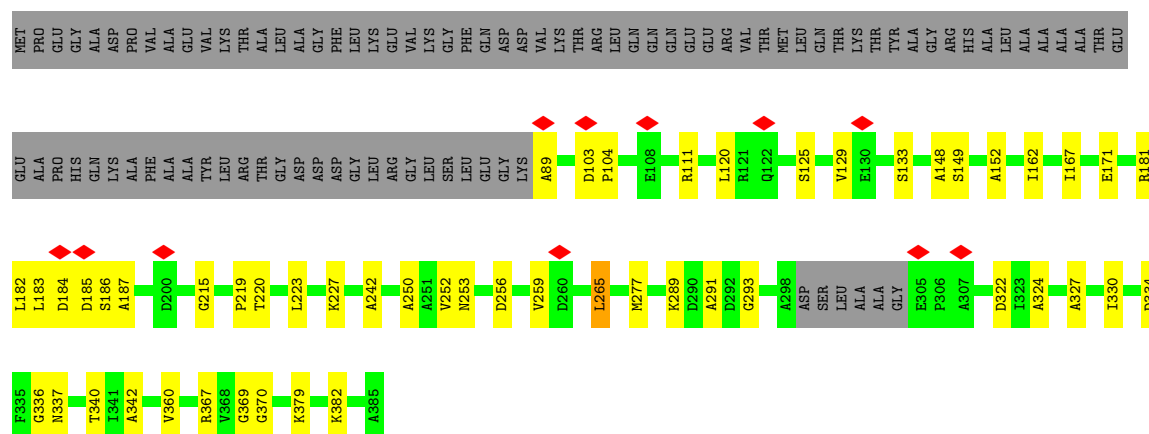 MET PRO GLU GLY ALA ASP PRO VAL ALA GLU VAL LYS THR ALA LEU ALA GLY PHE LEU LYS GLU VAL LYS GLY PHE GLN ASP ASP VAL LYS THR ARG LEU GLN GLN GLN GLU GLU ARG VAL THR MET LEU GLN THR LYS THR TYR ALA GLY ARG HIS ALA LEU ALA ALA ALA ALA THR GLU
GLU ALA PRO HIS GLN LYS ALA PHE ALA ALA TYR LEU ARG THR GLY ASP ASP ASP GLY LEU ARG GLY LEU SER LEU GLU GLY LYS A89 D103 P104 E108 R111 L120 R121 Q122 S125 V129 E130 S133 A148 S149 A152 I162 I167 E171 R181
L182 L183 D184 D185 S186 A187 D200 G215 P219 T220 L223 K227 A242 A250 A251 V252 N253 D256 V259 D260 L265 M277 K289 D290 A291 D292 G293 A298 ASP SER LEU ALA ALA GLY E305 P306 A307 D322 I323 A324 A327 I330
F335 G336 N337 T340 I341 A342 V360 R367 V368 G369 G370 K379 K382 A385